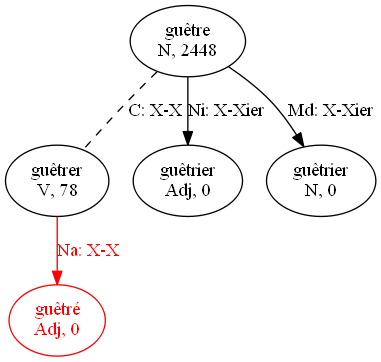 guêtre
N, 2448
C: X-X
Ni: X-Xier
Md: X-Xier
guêtrer
V, 78
guêtrier
Adj, 0
guêtrier
N, 0
Na: X-X
guêtré
Adj, 0